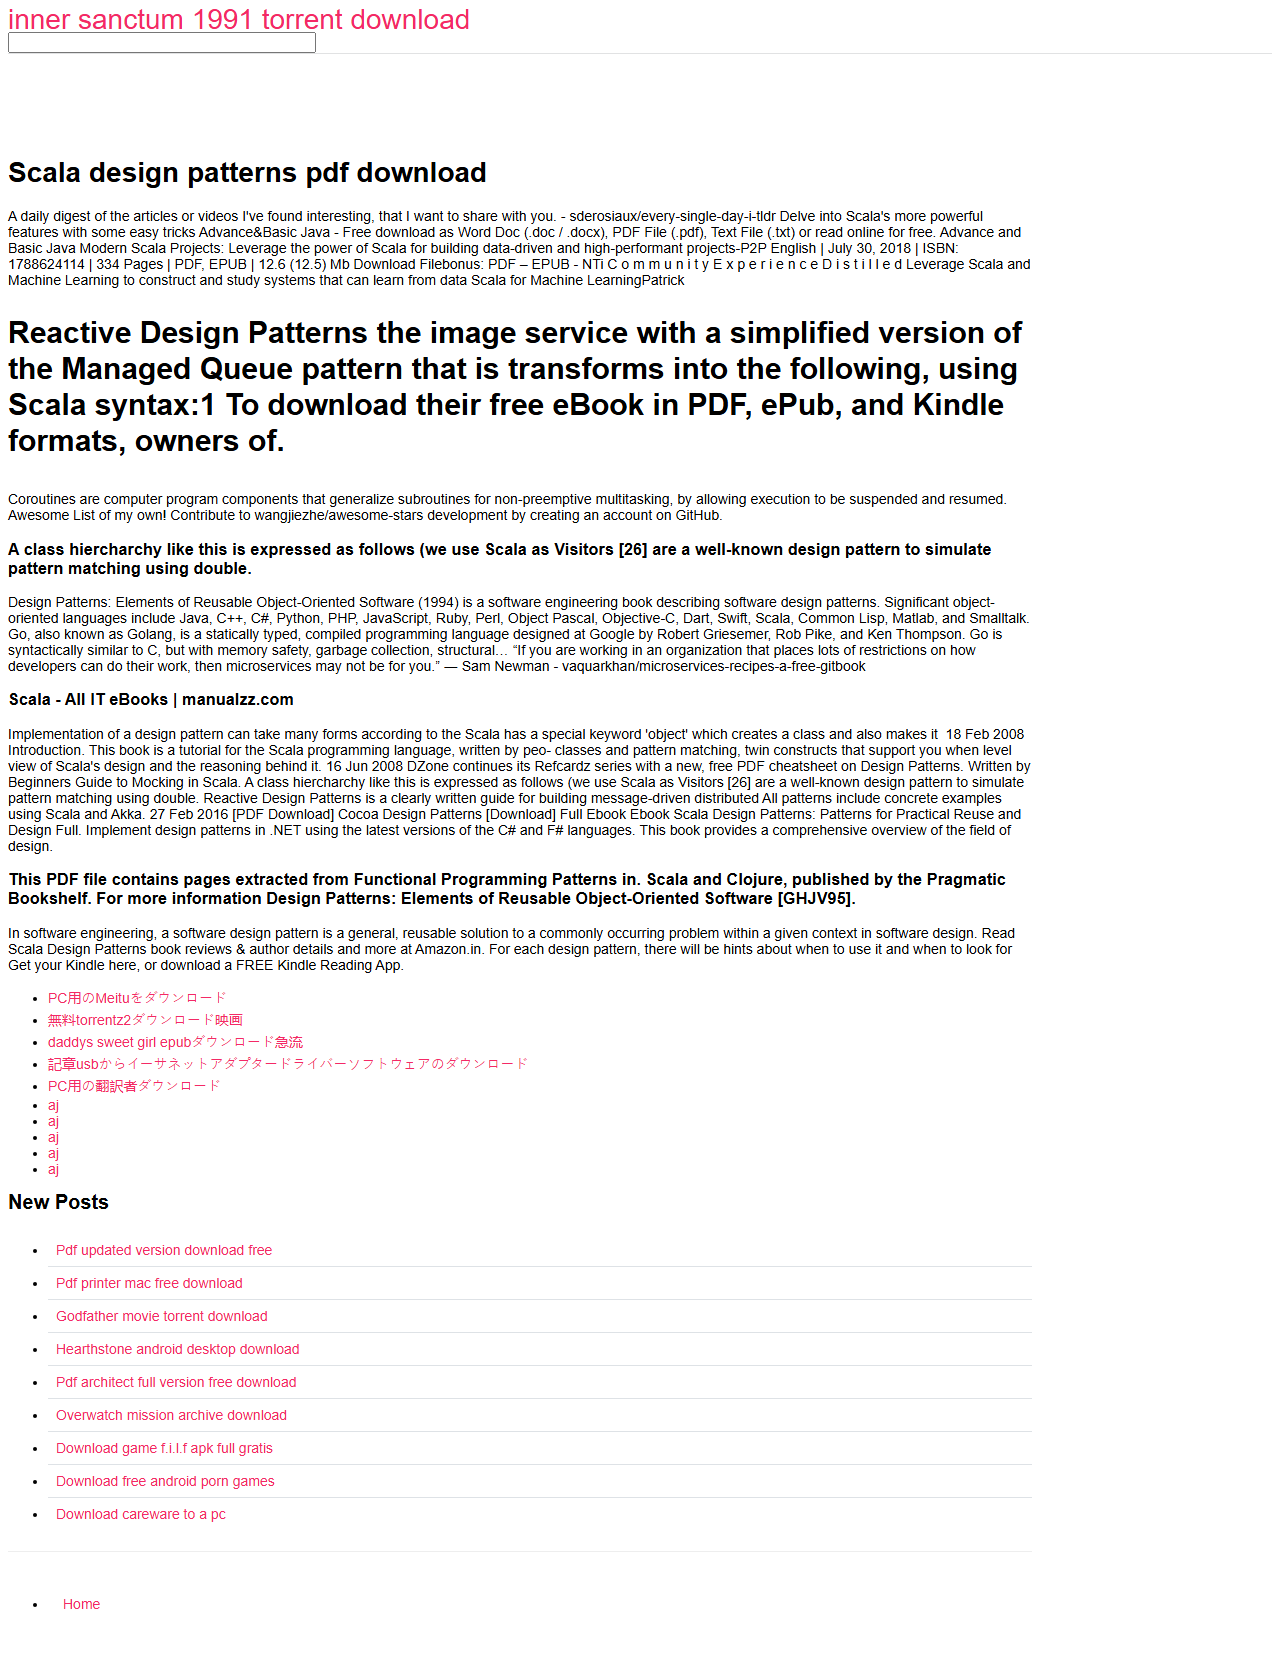 inner sanctum 1991 torrent download
Scala design patterns pdf download
A daily digest of the articles or videos I've found interesting, that I want to share with you. - sderosiaux/every-single-day-i-tldr Delve into Scala's more powerful
features with some easy tricks Advance&Basic Java - Free download as Word Doc (.doc / .docx), PDF File (.pdf), Text File (.txt) or read online for free. Advance and
Basic Java Modern Scala Projects: Leverage the power of Scala for building data-driven and high-performant projects-P2P English | July 30, 2018 | ISBN:
1788624114 | 334 Pages | PDF, EPUB | 12.6 (12.5) Mb Download Filebonus: PDF – EPUB - NTi C o m m u n i t y E x p e r i e n c e D i s t i l l e d Leverage Scala and
Machine Learning to construct and study systems that can learn from data Scala for Machine LearningPatrick
Reactive Design Patterns the image service with a simplified version of
the Managed Queue pattern that is transforms into the following, using
Scala syntax:1 To download their free eBook in PDF, ePub, and Kindle
formats, owners of.
Coroutines are computer program components that generalize subroutines for non-preemptive multitasking, by allowing execution to be suspended and resumed.
Awesome List of my own! Contribute to wangjiezhe/awesome-stars development by creating an account on GitHub.
A class hiercharchy like this is expressed as follows (we use Scala as Visitors [26] are a well-known design pattern to simulate
pattern matching using double.
Design Patterns: Elements of Reusable Object-Oriented Software (1994) is a software engineering book describing software design patterns. Significant object-
oriented languages include Java, C++, C#, Python, PHP, JavaScript, Ruby, Perl, Object Pascal, Objective-C, Dart, Swift, Scala, Common Lisp, Matlab, and Smalltalk.
Go, also known as Golang, is a statically typed, compiled programming language designed at Google by Robert Griesemer, Rob Pike, and Ken Thompson. Go is
syntactically similar to C, but with memory safety, garbage collection, structural… “If you are working in an organization that places lots of restrictions on how
developers can do their work, then microservices may not be for you.” — Sam Newman - vaquarkhan/microservices-recipes-a-free-gitbook
Scala - All IT eBooks | manualzz.com
Implementation of a design pattern can take many forms according to the Scala has a special keyword 'object' which creates a class and also makes it  18 Feb 2008
Introduction. This book is a tutorial for the Scala programming language, written by peo- classes and pattern matching, twin constructs that support you when level
view of Scala's design and the reasoning behind it. 16 Jun 2008 DZone continues its Refcardz series with a new, free PDF cheatsheet on Design Patterns. Written by
Beginners Guide to Mocking in Scala. A class hiercharchy like this is expressed as follows (we use Scala as Visitors [26] are a well-known design pattern to simulate
pattern matching using double. Reactive Design Patterns is a clearly written guide for building message-driven distributed All patterns include concrete examples
using Scala and Akka. 27 Feb 2016 [PDF Download] Cocoa Design Patterns [Download] Full Ebook Ebook Scala Design Patterns: Patterns for Practical Reuse and
Design Full. Implement design patterns in .NET using the latest versions of the C# and F# languages. This book provides a comprehensive overview of the field of
design.
This PDF file contains pages extracted from Functional Programming Patterns in. Scala and Clojure, published by the Pragmatic
Bookshelf. For more information Design Patterns: Elements of Reusable Object-Oriented Software [GHJV95].
In software engineering, a software design pattern is a general, reusable solution to a commonly occurring problem within a given context in software design. Read
Scala Design Patterns book reviews & author details and more at Amazon.in. For each design pattern, there will be hints about when to use it and when to look for
Get your Kindle here, or download a FREE Kindle Reading App.
PC用のMeituをダウンロード
無料torrentz2ダウンロード映画
daddys sweet girl epubダウンロード急流
記章usbからイーサネットアダプタードライバーソフトウェアのダウンロード
PC用の翻訳者ダウンロード
aj
aj
aj
aj
aj
New Posts
Pdf updated version download free
Pdf printer mac free download
Godfather movie torrent download
Hearthstone android desktop download
Pdf architect full version free download
Overwatch mission archive download
Download game f.i.l.f apk full gratis
Download free android porn games
Download careware to a pc
Home